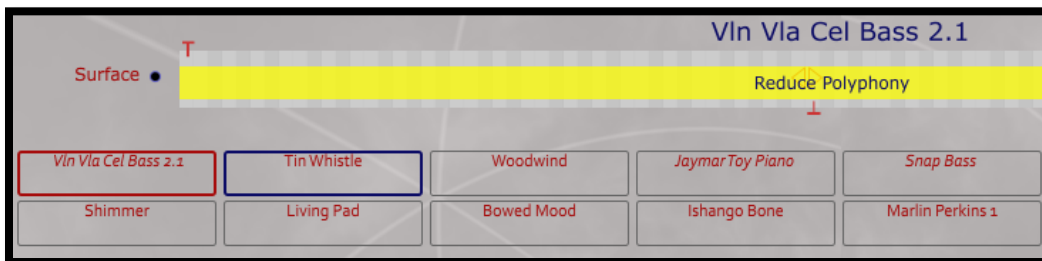 Vln Vla Cel Bass 2.1
Surface
Reduce Polyphony
Vln Vla Cel Bass 2.1 Tin Whistle Woodwind Jaymar Toy Piano Snap Bass
Shimmer Living Pad Bowed Mood Ishango Bone Marlin Perkins 1